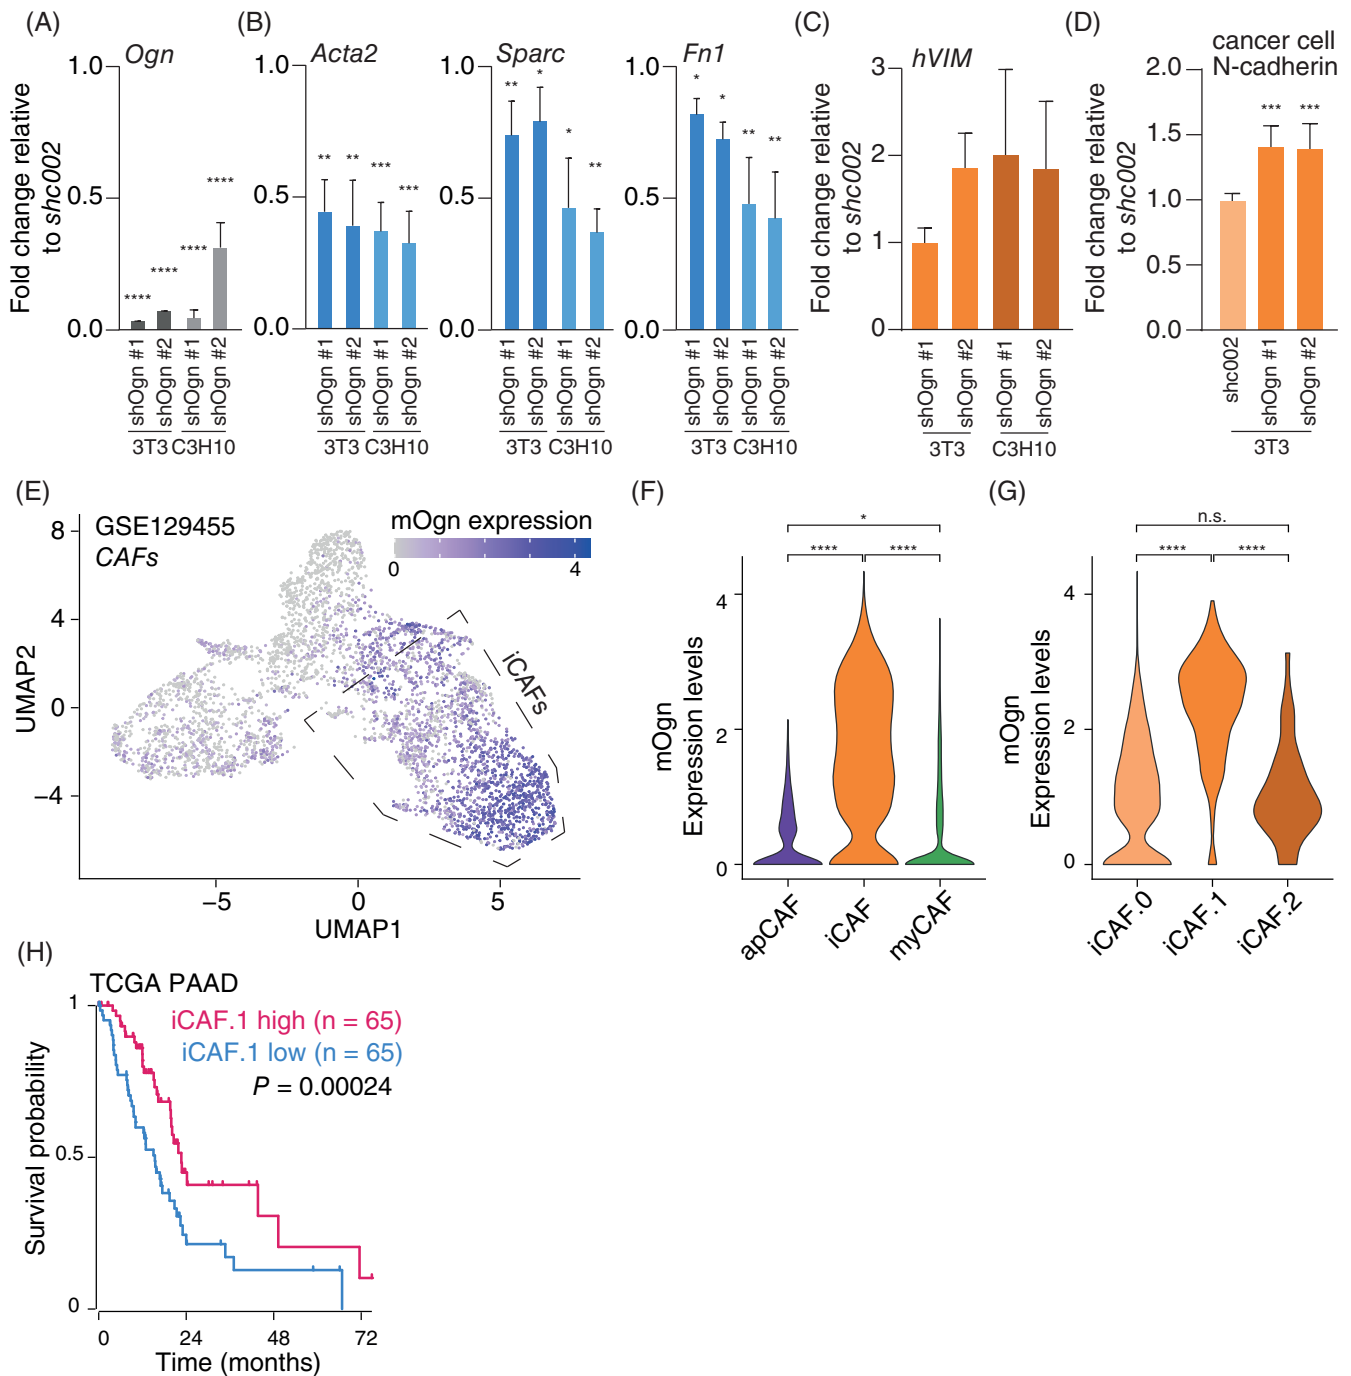 (A)
Ogn
Fold change relative
to shc002
1.0
0.5
0.0
****
****
****
****
shOgn #1
shOgn #2
shOgn #1
shOgn #2
3T3 C3H10
(B)
Acta2
1.0
0.5
0.0
**
**
***
***
shOgn #1
shOgn #2
shOgn #1
shOgn #2
3T3 C3H10
Sparc
1.0
0.5
0.0
**
*
*
**
shOgn #1
shOgn #2
shOgn #1
shOgn #2
3T3 C3H10
Fn1
1.0
0.5
0.0
*
*
**
**
shOgn #1
shOgn #2
shOgn #1
shOgn #2
3T3 C3H10
(C)
hVIM
Fold change relative
to shc002
3
2
1
0
shOgn #1
shOgn #2
shOgn #1
shOgn #2
3T3 C3H10
(D)
cancer cell
N-cadherin
Fold change relative
to shc002
2.0
1.5
1.0
0.5
0.0
***
***
shc002
shOgn #1
shOgn #2
3T3
(E)
GSE129455
CAFs
mOgn expression
0 4
iCAFs
UMAP2
8
4
0
−4
−5 0 5
UMAP1
(F)
*
**** ****
mOgn
Expression levels
4
2
0
apCAF
iCAF
myCAF
(G)
n.s.
**** ****
mOgn
Expression levels
4
2
0
iCAF.0
iCAF.1
iCAF.2
(H)
TCGA PAAD
iCAF.1 high (n = 65)
iCAF.1 low (n = 65)
P = 0.00024
Survival probability
1
0.5
0
0 24 48 72
Time (months)